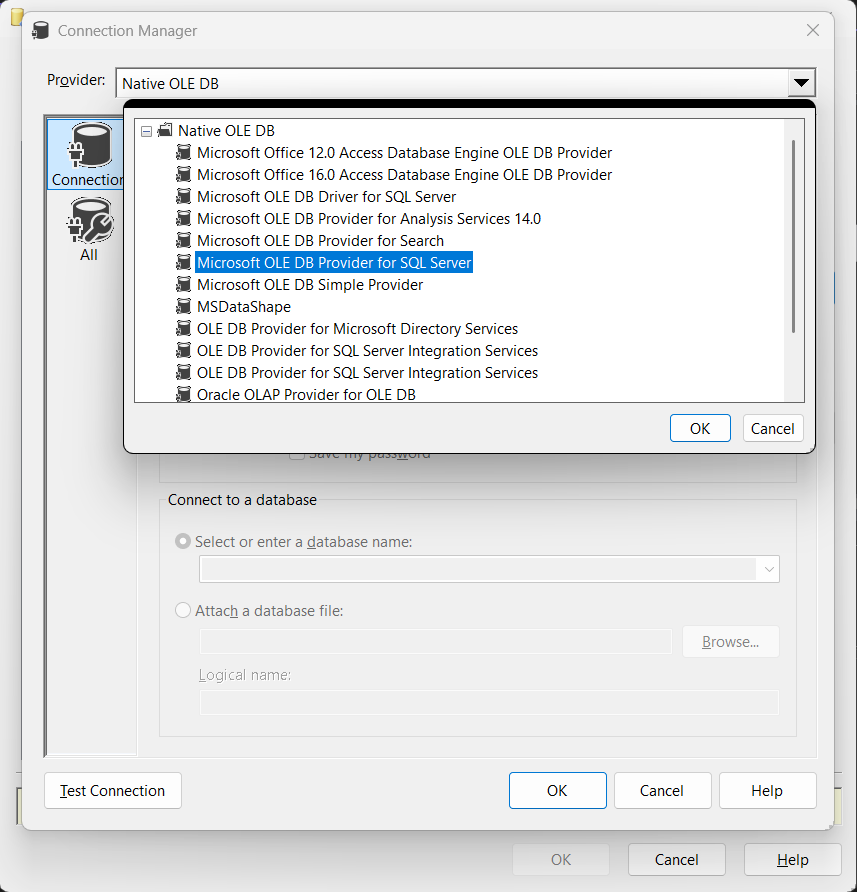 Connection Manager
Provider:
Native OLE DB
Native OLE DB
Microsoft Office 12.0 Access Database Engine OLE DB Provider
Microsoft Office 16.0 Access Database Engine OLE DB Provider
Microsoft OLE DB Driver for SQL Server
Microsoft OLE DB Provider for Analysis Services 14.0
Microsoft OLE DB Provider for Search
Microsoft OLE DB Provider for SQL Server
Microsoft OLE DB Simple Provider
MSDataShape
OLE DB Provider for Microsoft Directory Services
OLE DB Provider for SQL Server Integration Services
OLE DB Provider for SQL Server Integration Services
Oracle OLAP Provider for OLE DB
Connection
All
OK Cancel
Save my password
Connect to a database
Select or enter a database name:
Attach a database file:
Browse...
Logical name:
Test Connection OK Cancel Help
OK Cancel Help